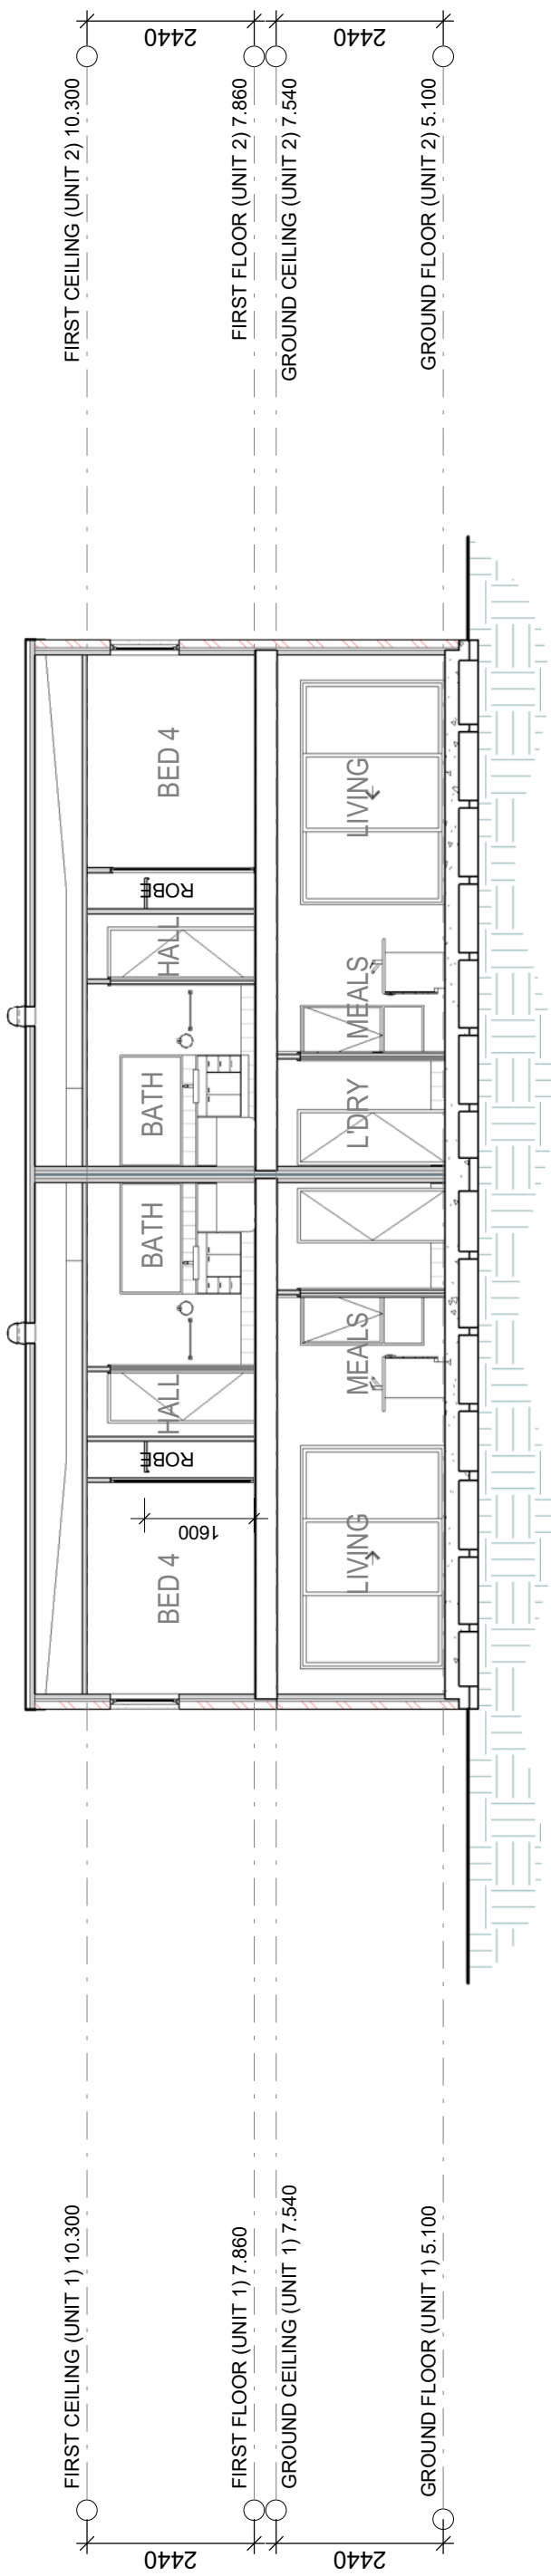 FIRST CEILING (UNIT 1) 10.300
FIRST CEILING (UNIT 2) 10.300
2440
BED 4
1600
ROBE
HALL
BATH
BATH
HALL
ROBE
BED 4
2440
FIRST FLOOR (UNIT 1) 7.860
FIRST FLOOR (UNIT 2) 7.860
GROUND CEILING (UNIT 1) 7.540
GROUND CEILING (UNIT 2) 7.540
2440
LIVING
MEALS
L'DRY
MEALS
LIVING
2440
GROUND FLOOR (UNIT 1) 5.100
GROUND FLOOR (UNIT 2) 5.100